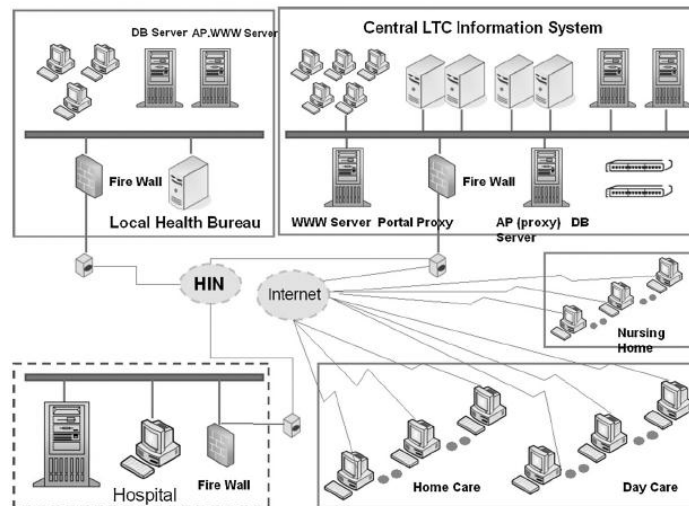 DB Server AP.WWW Server
Central LTC Information System
Fire Wall
Local Health Bureau
Fire Wall
WWW Server Portal Proxy
AP (proxy) DB
Server
HIN
Internet
Nursing
Home
Fire Wall
Hospital
Home Care
Day Care